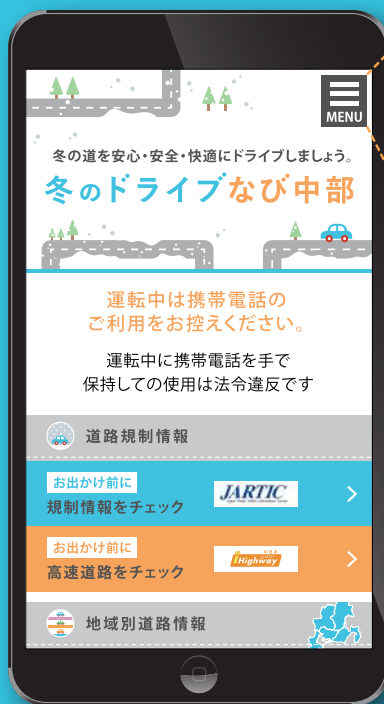 MENU
冬の道を安心・安全・快適にドライブしましょう。
冬のドライブなび中部
運転中は携帯電話の
ご利用をお控えください。
運転中に携帯電話を手で
保持しての使用は法令違反です
道路規制情報
お出かけ前に
規制情報をチェック
JARTIC
お出かけ前に
高速道路をチェック
中日本
iHighway
地域別道路情報